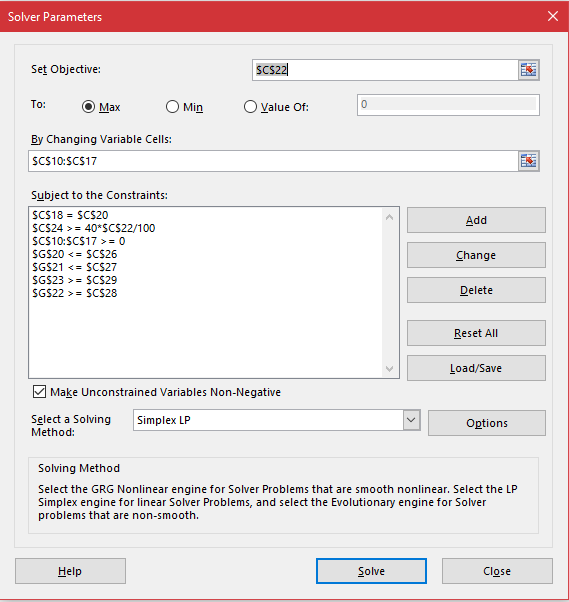 Solver Parameters
Set Objective:
$C$22
To:
Max
Min
Value Of:
0
By Changing Variable Cells:
$C$10:$C$17
Subject to the Constraints:
$C$18 = $C$20
$C$24 >= 40*$C$22/100
$C$10:$C$17 >= 0
$G$20 <= $C$26
$G$21 <= $C$27
$G$23 >= $C$29
$G$22 >= $C$28
Add
Change
Delete
Reset All
Load/Save
Make Unconstrained Variables Non-Negative
Select a Solving
Method:
Simplex LP
Options
Solving Method
Select the GRG Nonlinear engine for Solver Problems that are smooth nonlinear. Select the LP
Simplex engine for linear Solver Problems, and select the Evolutionary engine for Solver
problems that are non-smooth.
Help
Solve
Close